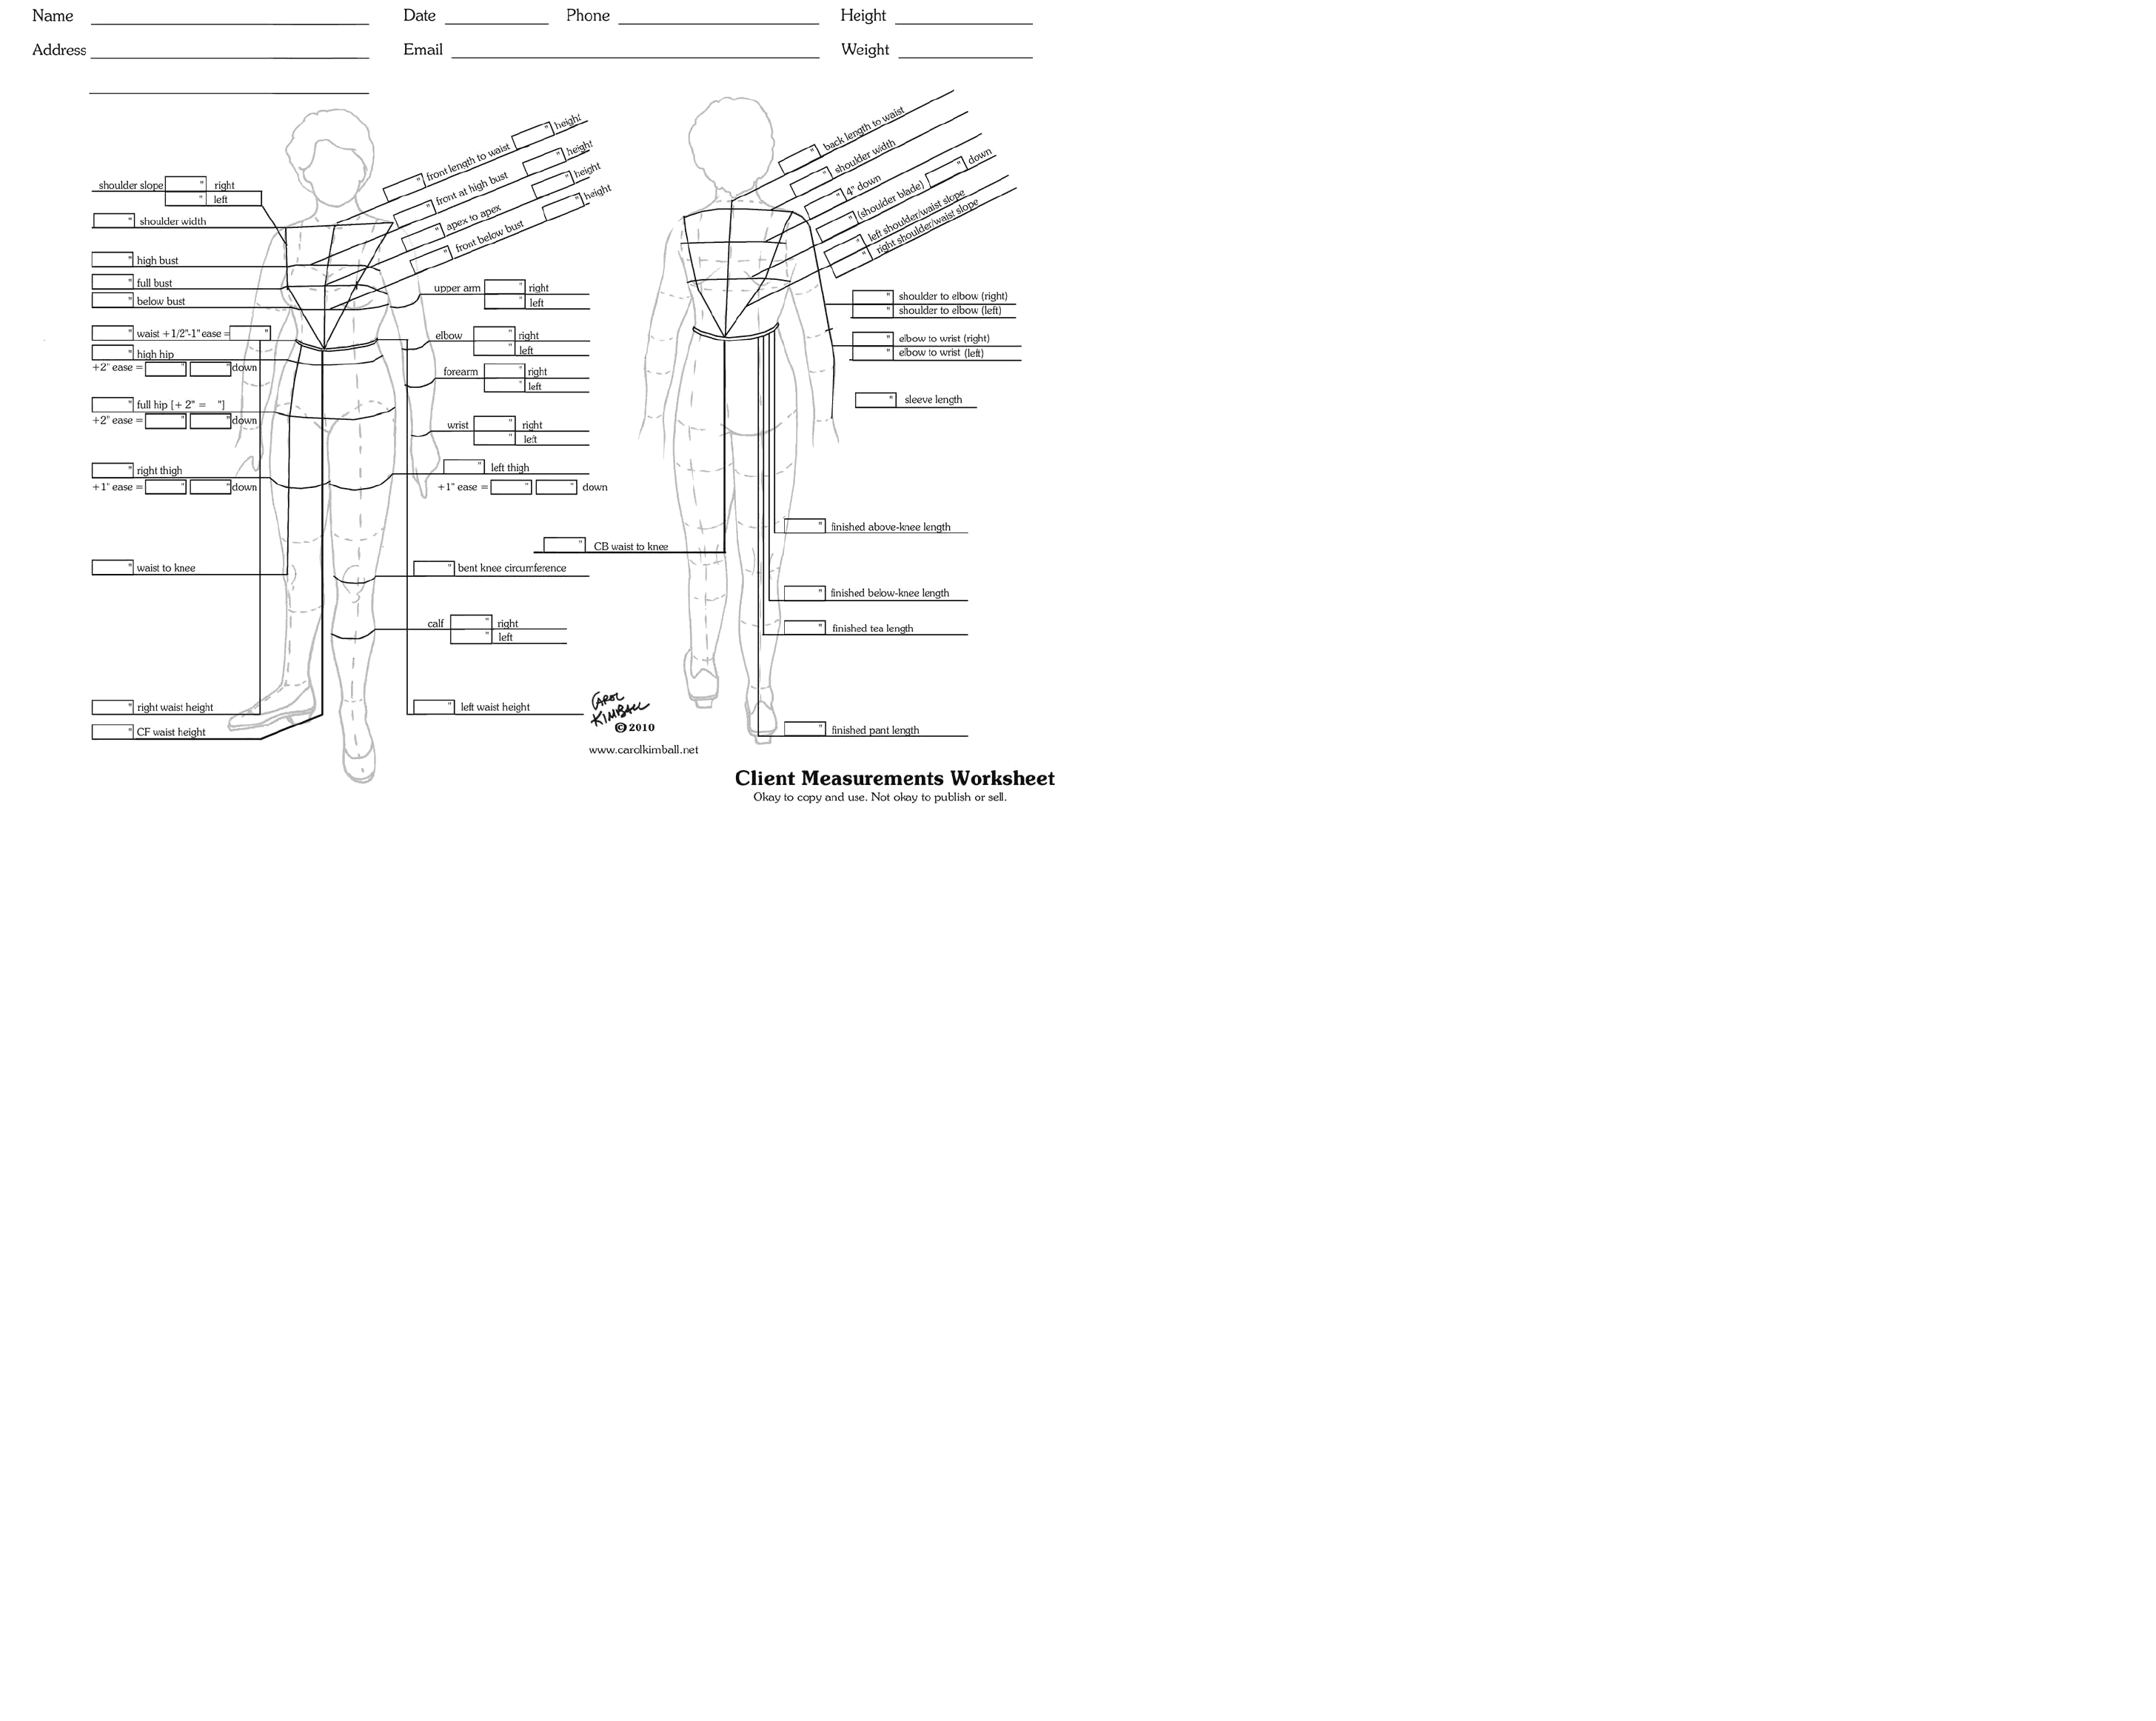 Name Date Phone Height
Address Email Weight
shoulder slope " right
" left
" shoulder width
" high bust
" full bust
" below bust
" waist +1/2"-1" ease = "
" high hip
+2" ease = " " down
" full hip [+ 2" = "]
+2" ease = " " down
" right thigh
+1" ease = " " down
" waist to knee
" right waist height
" CF waist height
" front length to waist " height
" front at high bust " height
" apex to apex " height
" front below bust " height
upper arm " right
" left
elbow " right
" left
forearm " right
" left
wrist " right
" left
" left thigh
+1" ease = " " down
" bent knee circumference
calf " right
" left
" left waist height
" back length to waist
" shoulder width
" 4" down
" (shoulder blade) " down
" left shoulder/waist slope
" right shoulder/waist slope
" shoulder to elbow (right)
" shoulder to elbow (left)
" elbow to wrist (right)
" elbow to wrist (left)
" sleeve length
" CB waist to knee
" finished above-knee length
" finished below-knee length
" finished tea length
" finished pant length
CAROL
KIMBALL
© 2010
www.carolkimball.net
Client Measurements Worksheet
Okay to copy and use. Not okay to publish or sell.